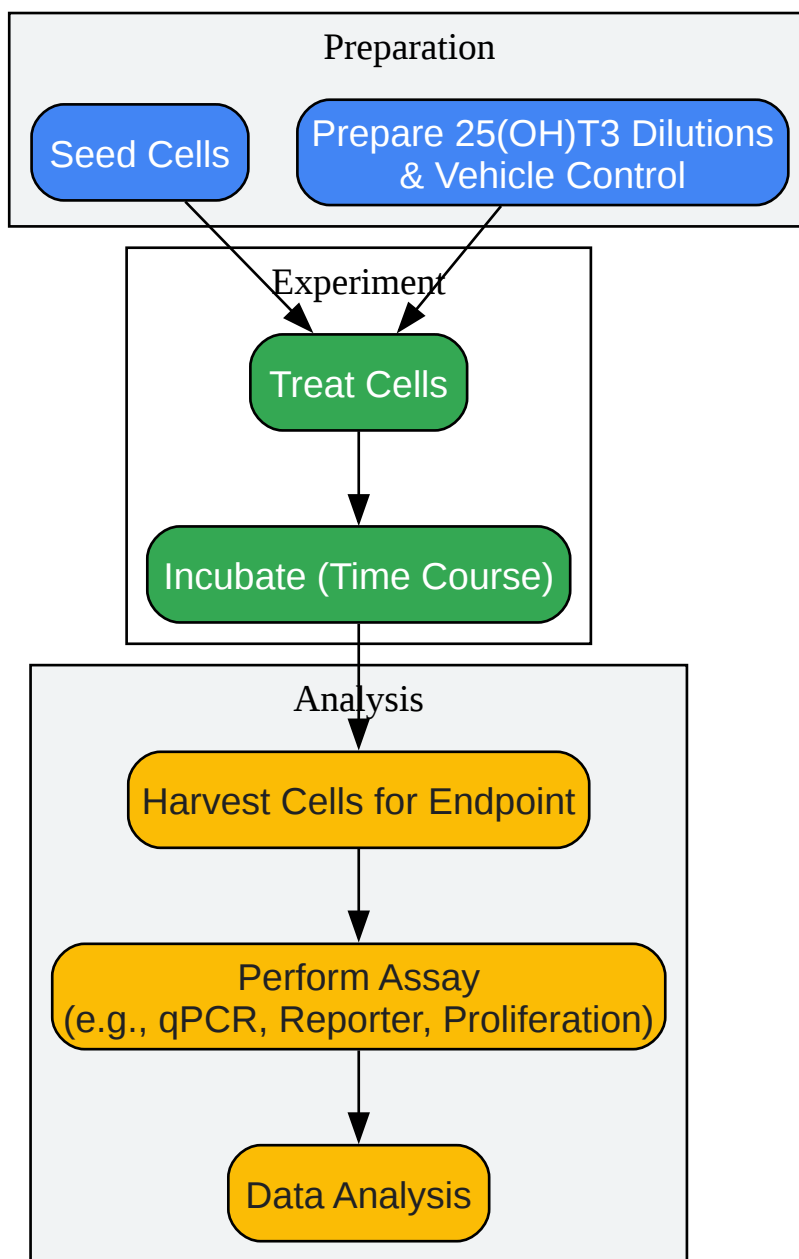 Preparation
Seed Cells
Prepare 25(OH)T3 Dilutions
& Vehicle Control
Experiment
Treat Cells
Incubate (Time Course)
Analysis
Harvest Cells for Endpoint
Perform Assay
(e.g., qPCR, Reporter, Proliferation)
Data Analysis